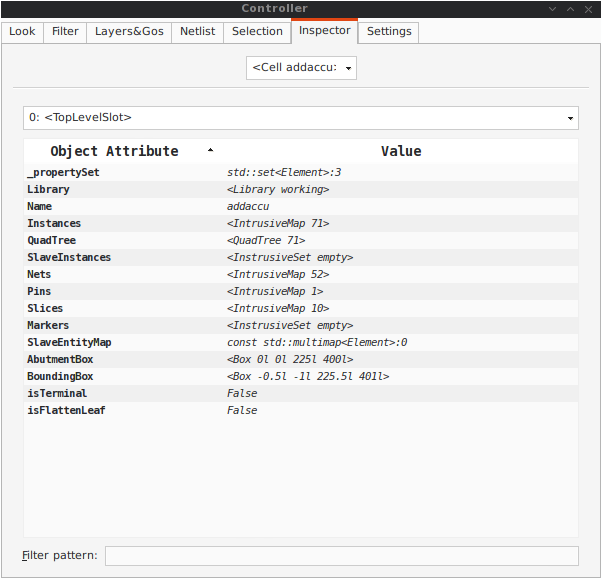 Controller
Look Filter Layers&Gos Netlist Selection Inspector Settings
<Cell addaccu>
0: <TopLevelSlot>
Object Attribute Value
_propertySet std::set<Element>:3
Library <Library working>
Name addaccu
Instances <IntrusiveMap 71>
QuadTree <QuadTree 71>
SlaveInstances <IntrusiveSet empty>
Nets <IntrusiveMap 52>
Pins <IntrusiveMap 1>
Slices <IntrusiveMap 10>
Markers <InstrusiveSet empty>
SlaveEntityMap const std::multimap<Element>:0
AbutmentBox <Box 0l 0l 225l 400l>
BoundingBox <Box -0.5l -1l 225.5l 401l>
isTerminal False
isFlattenLeaf False
Filter pattern: